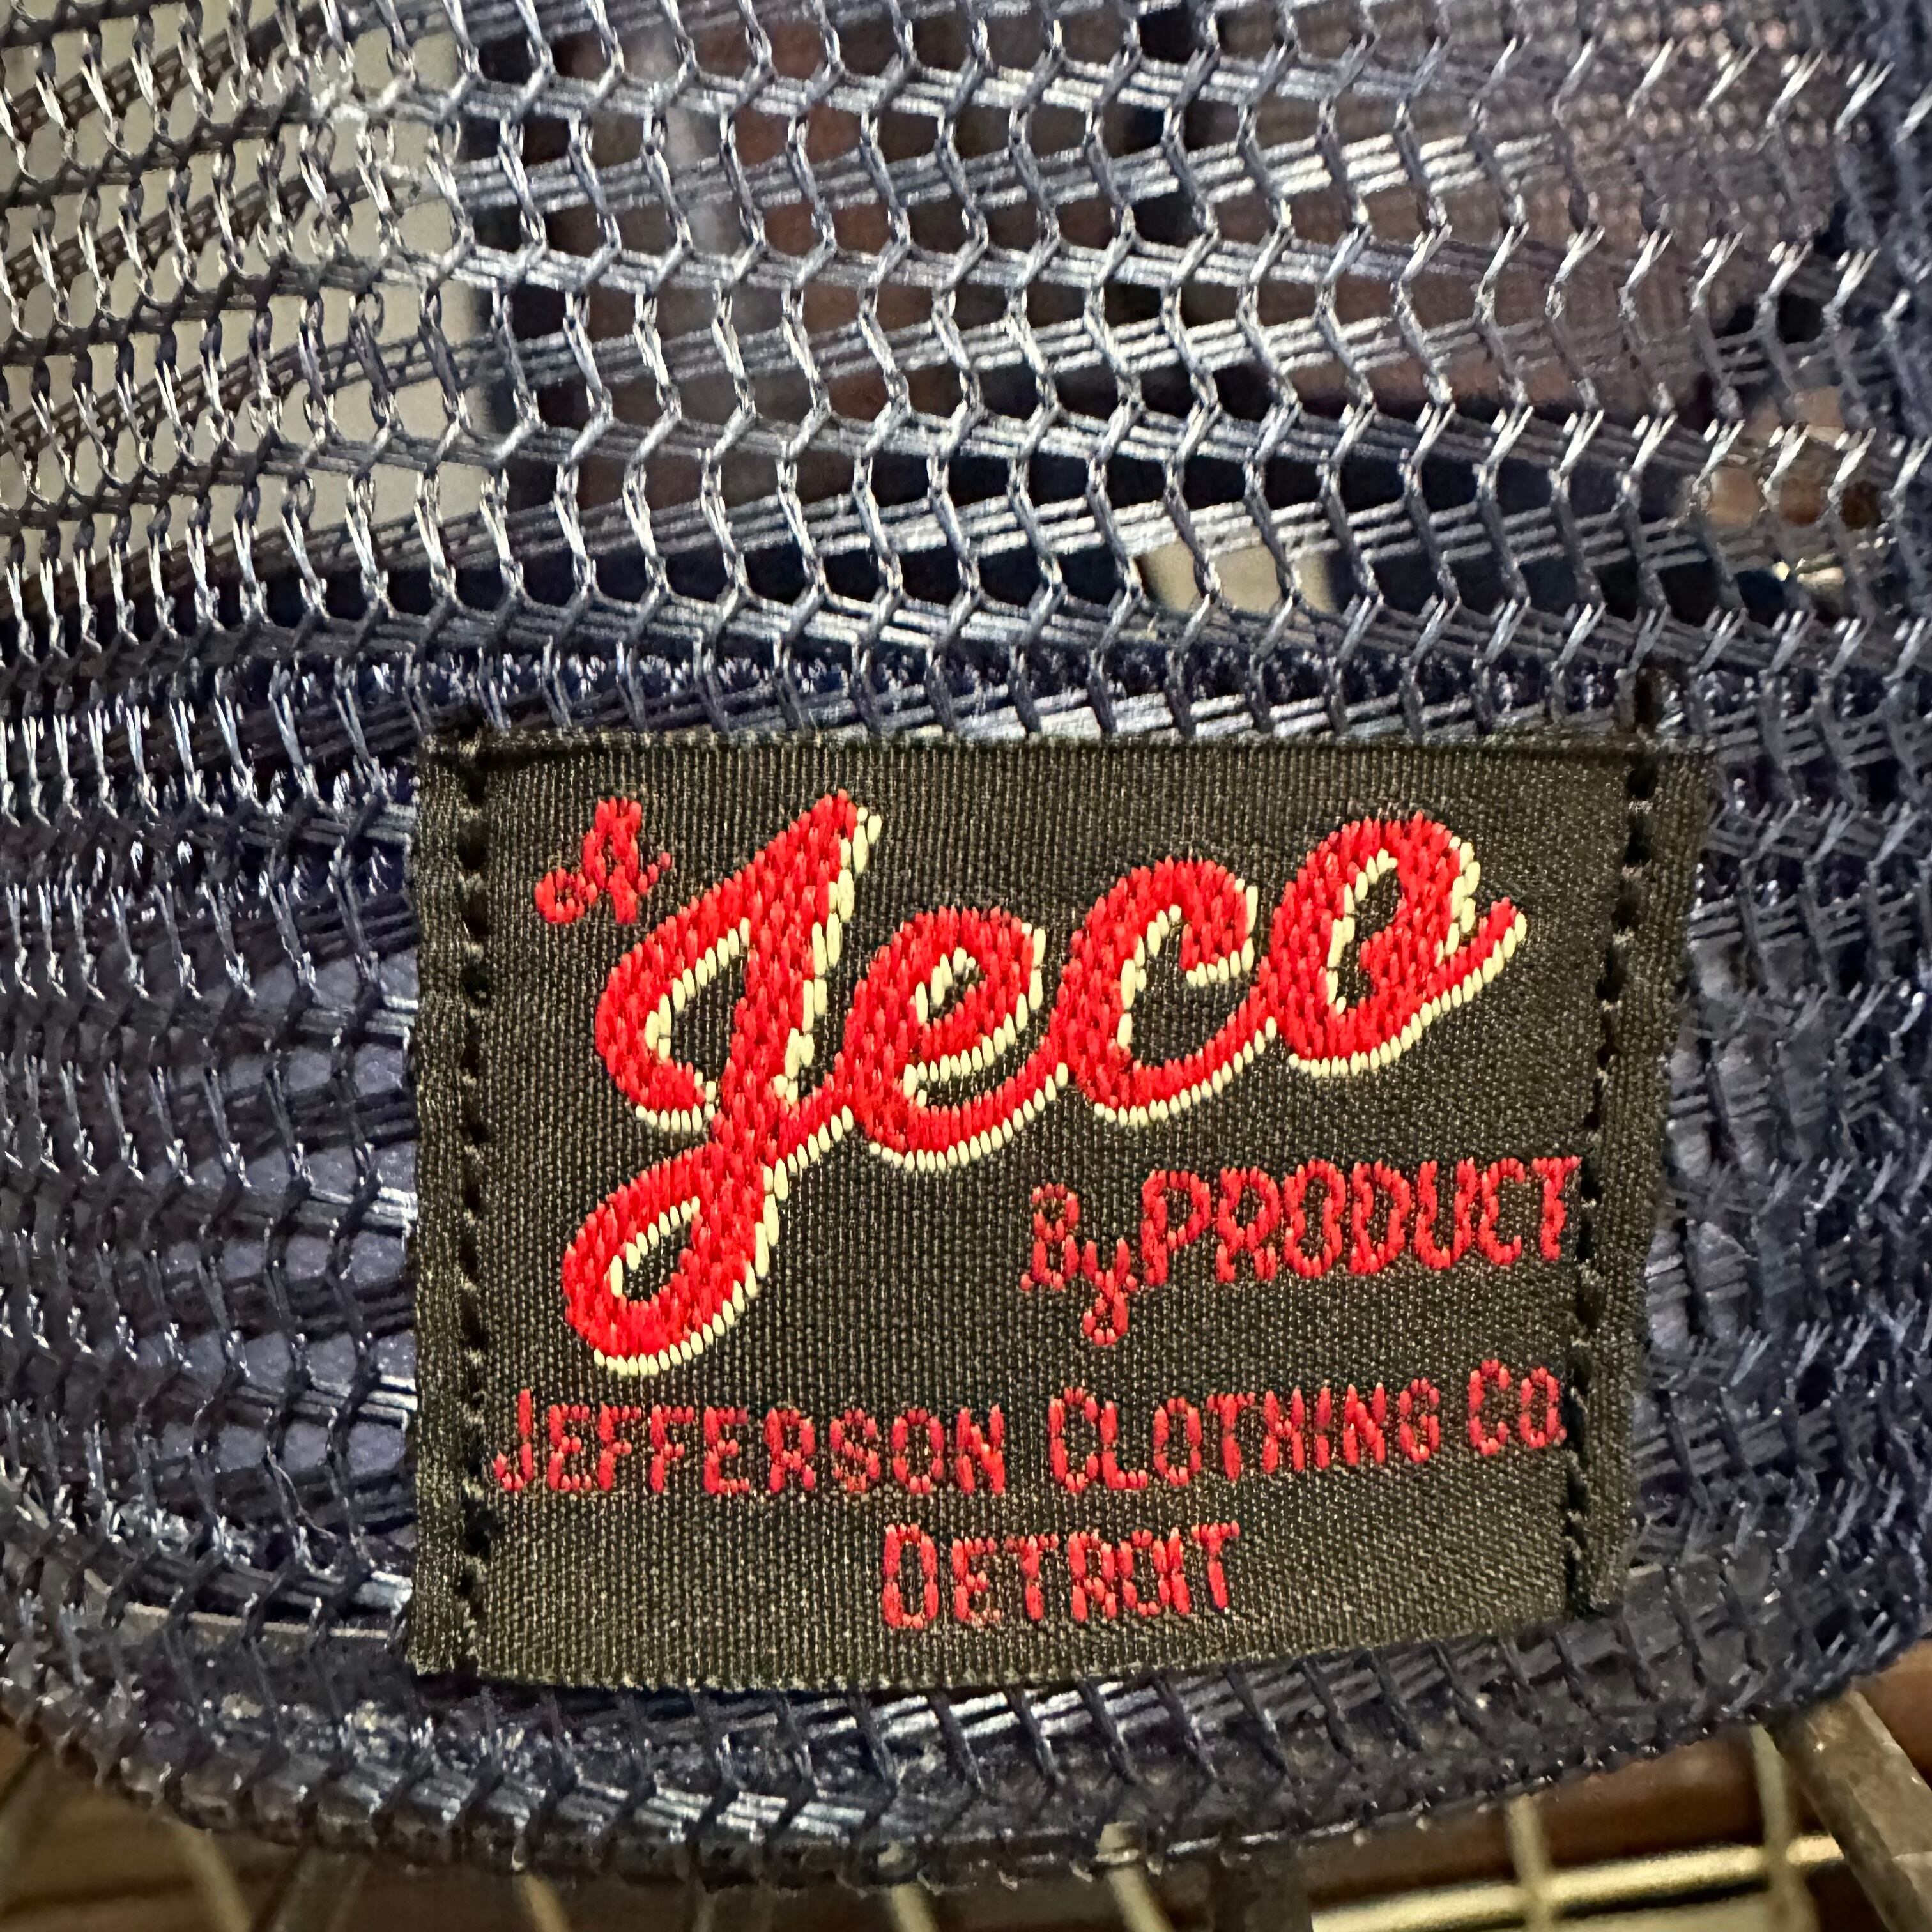 A Jeco
By PRODUCT
JEFFERSON CLOTHING CO.
DETROIT